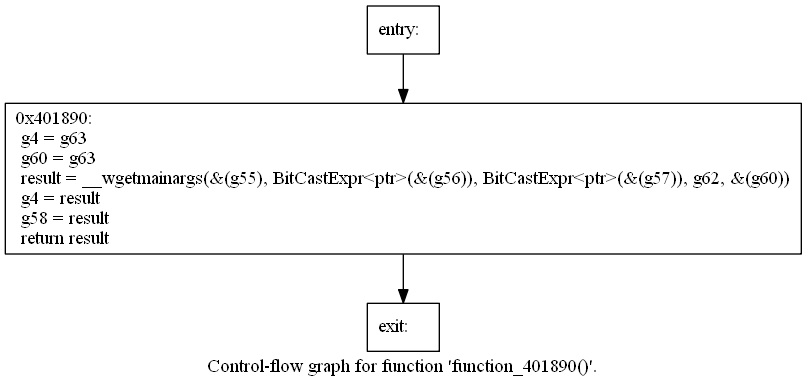 entry:
0x401890:
g4 = g63
g60 = g63
result = __wgetmainargs(&(g55), BitCastExpr<ptr>(&(g56)), BitCastExpr<ptr>(&(g57)), g62, &(g60))
g4 = result
g58 = result
return result
exit:
Control-flow graph for function 'function_401890()'.